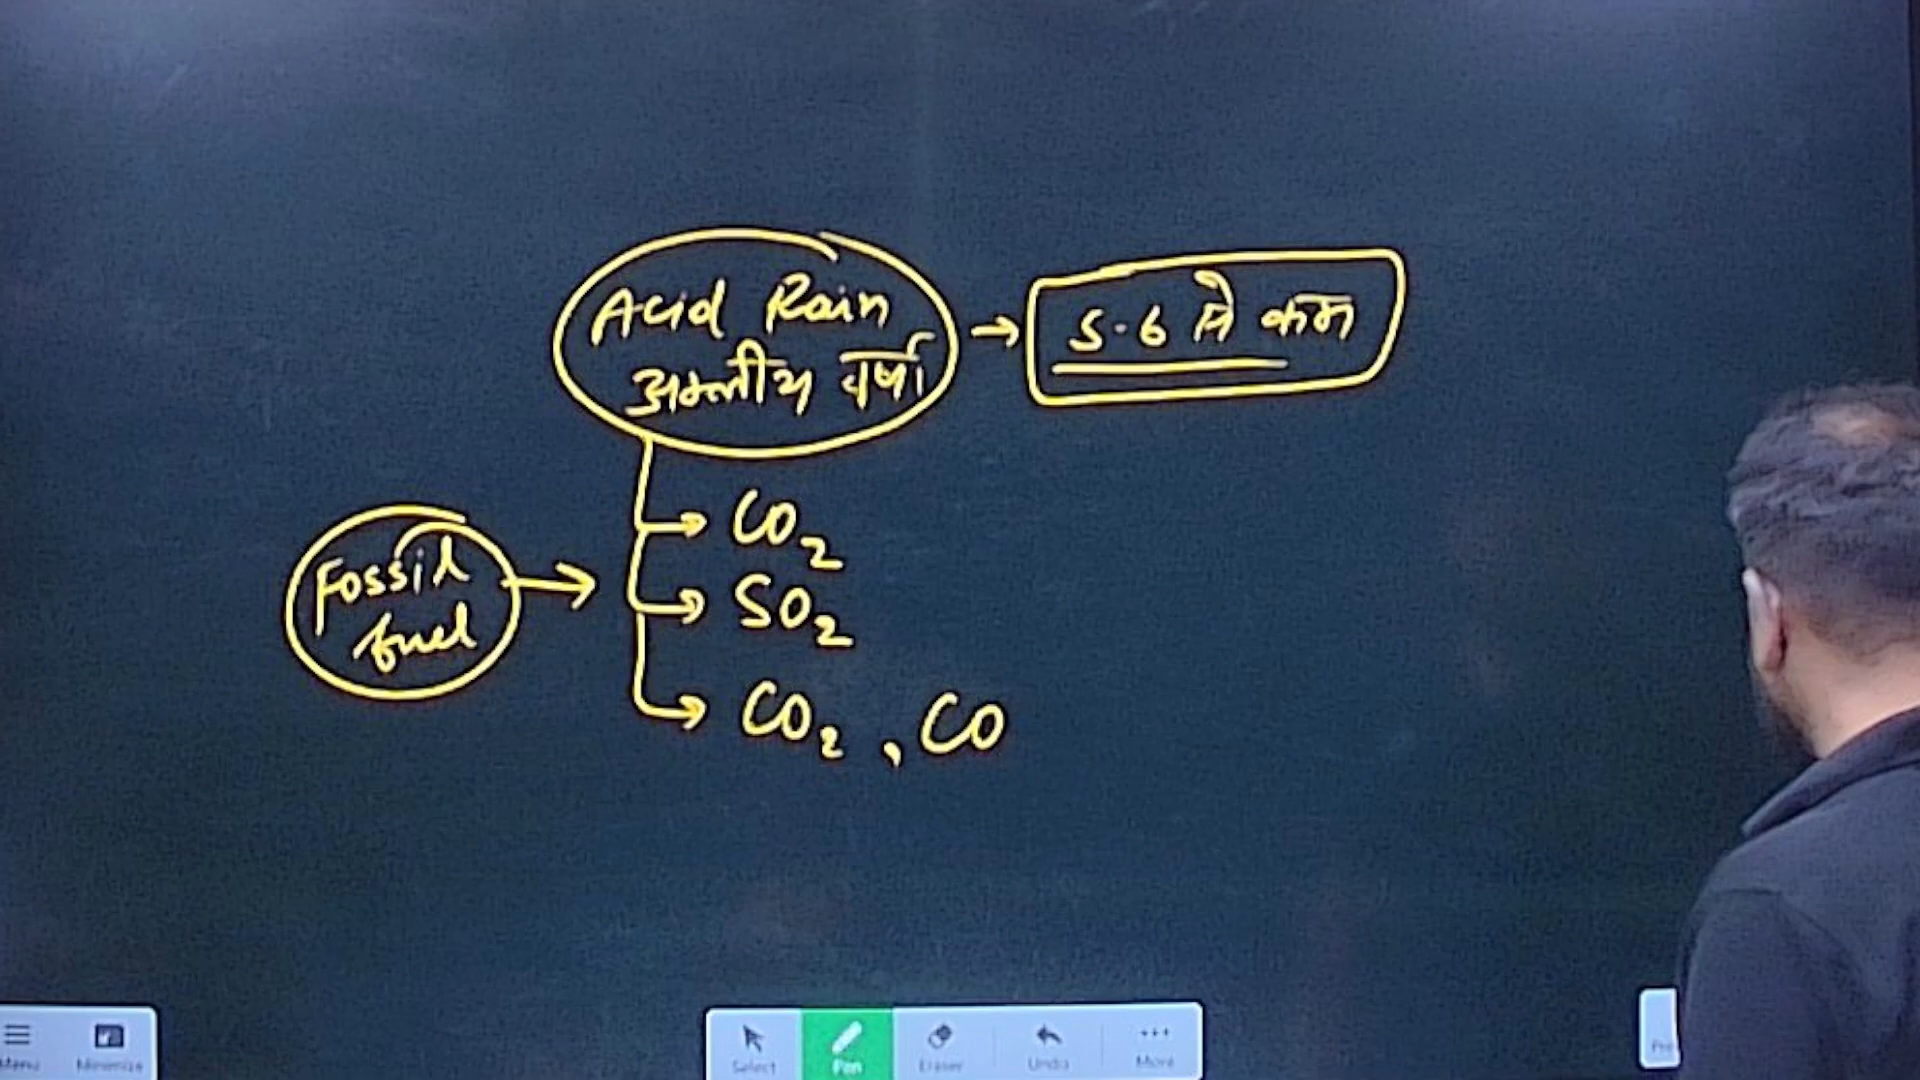 Acid Rain
अम्लीय वर्षा
→ 5.6 से कम
Fossil
fuel
→ CO₂
→ SO₂
→ CO₂, CO
Menu
Minimize
Select
Pen
Eraser
Undo
More